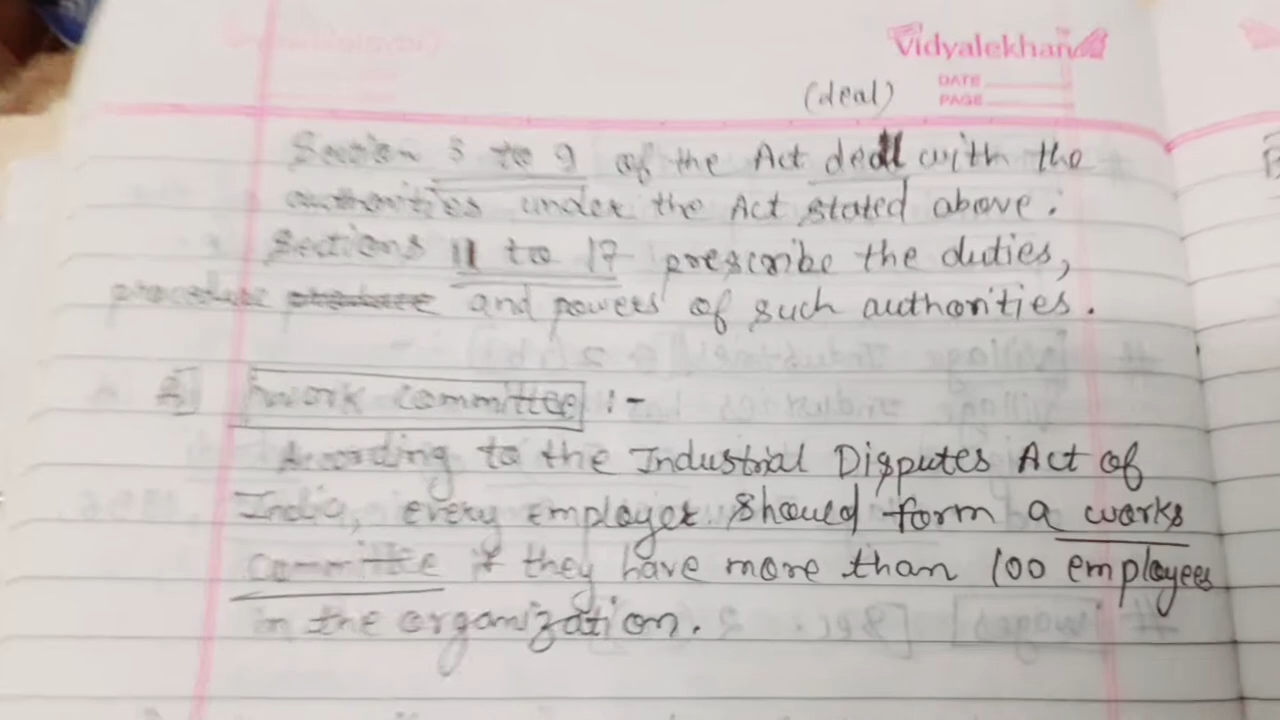 Vidyalekhan
DATE
PAGE
(deal)
Section 3 to 9 of the Act deall with the
authorities under the Act stated above.
Sections 11 to 17 prescribe the duties,
procedure and powers of such authorities.
work committee :-
According to the Industrial Disputes Act of
India, every employer should form a works
committee if they have more than 100 employees
in the organization.